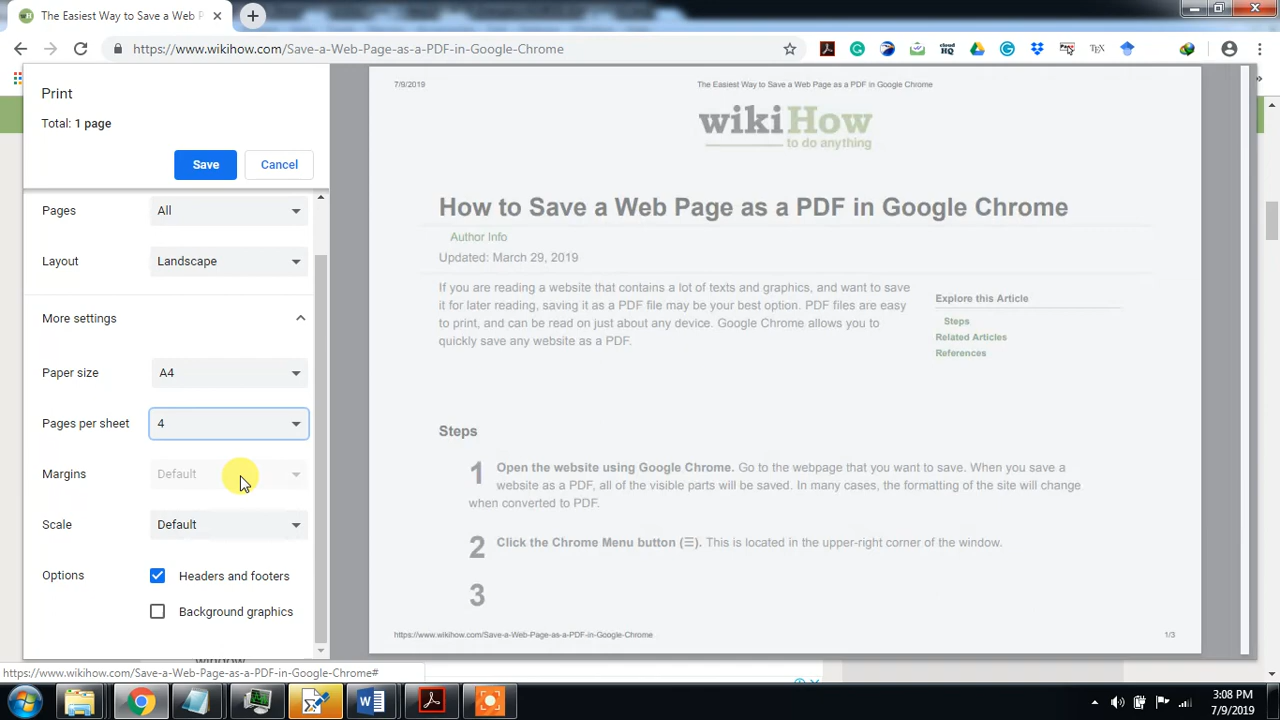 The Easiest Way to Save a Web P
https://www.wikihow.com/Save-a-Web-Page-as-a-PDF-in-Google-Chrome
Print
Total: 1 page
Save
Cancel
Pages
All
Layout
Landscape
More settings
Paper size
A4
Pages per sheet
4
Margins
Default
Scale
Default
Options
Headers and footers
Background graphics
7/9/2019
The Easiest Way to Save a Web Page as a PDF in Google Chrome
wikiHow
to do anything
How to Save a Web Page as a PDF in Google Chrome
Author Info
Updated: March 29, 2019
If you are reading a website that contains a lot of texts and graphics, and want to save
it for later reading, saving it as a PDF file may be your best option. PDF files are easy
to print, and can be read on just about any device. Google Chrome allows you to
quickly save any website as a PDF.
Explore this Article
Steps
Related Articles
References
Steps
1 Open the website using Google Chrome. Go to the webpage that you want to save. When you save a
website as a PDF, all of the visible parts will be saved. In many cases, the formatting of the site will change
when converted to PDF.
2 Click the Chrome Menu button (☰). This is located in the upper-right corner of the window.
3
https://www.wikihow.com/Save-a-Web-Page-as-a-PDF-in-Google-Chrome
1/3
window
https://www.wikihow.com/Save-a-Web-Page-as-a-PDF-in-Google-Chrome#
3:08 PM
7/9/2019